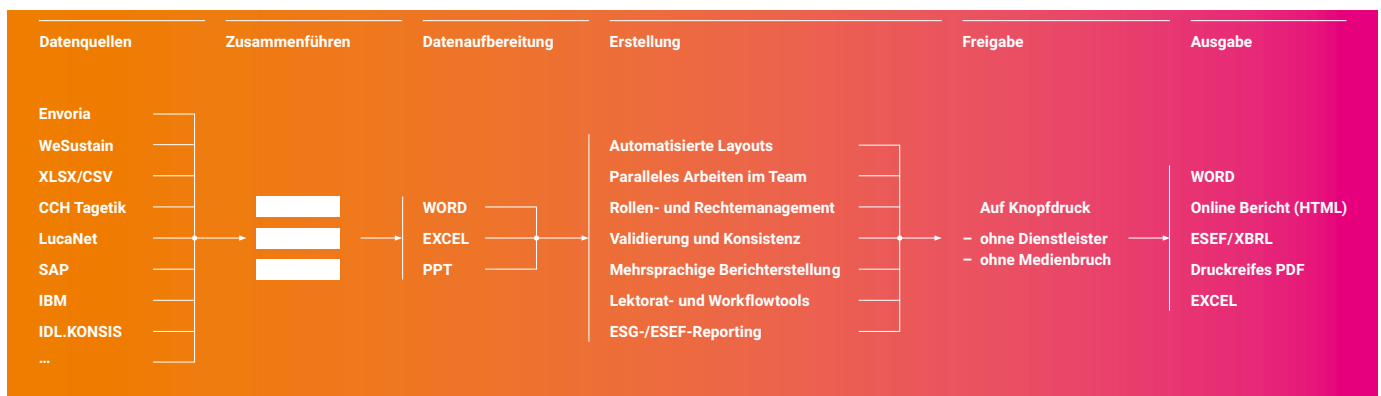 Datenquellen
Zusammenführen
Datenaufbereitung
Erstellung
Freigabe
Ausgabe
Envoria
WeSustain
XLSX/CSV
CCH Tagetik
LucaNet
SAP
IBM
IDL.KONSIS
...
WORD
EXCEL
PPT
Automatisierte Layouts
Paralleles Arbeiten im Team
Rollen- und Rechtemanagement
Validierung und Konsistenz
Mehrsprachige Berichterstellung
Lektorat- und Workflowtools
ESG-/ESEF-Reporting
Auf Knopfdruck
– ohne Dienstleister
– ohne Medienbruch
WORD
Online Bericht (HTML)
ESEF/XBRL
Druckreifes PDF
EXCEL